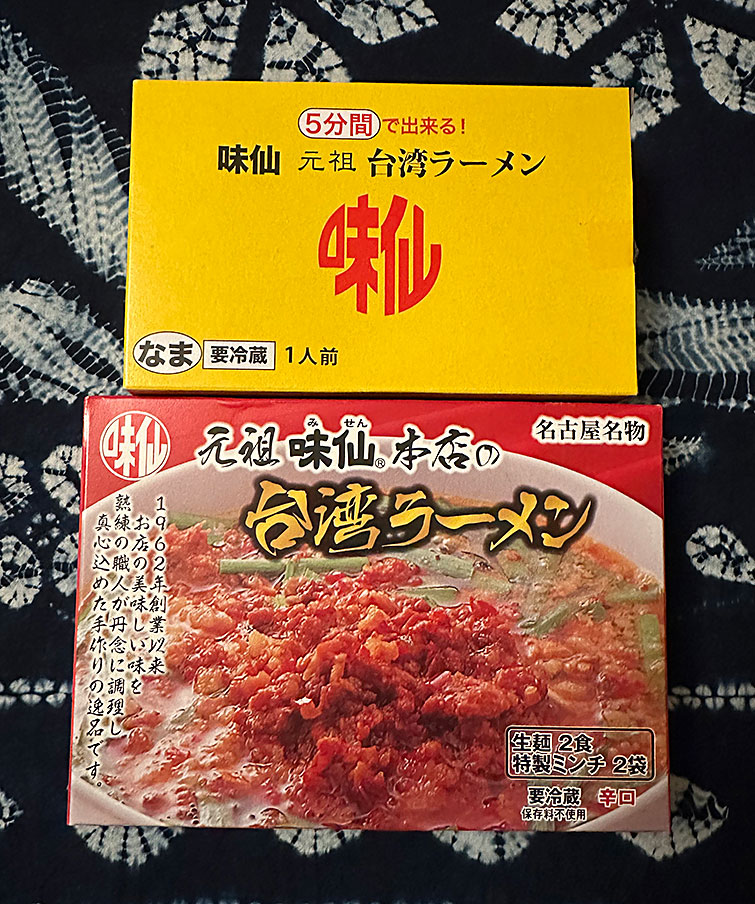 5分間で出来る!
味仙 元祖 台湾ラーメン
味仙
なま 要冷蔵 1人前
味仙
元祖 味仙® 本店の
みせん
名古屋名物
台湾ラーメン
1962年創業以来
お店の美味しい味を
熟練の職人が丹念に調理し
真心込めた手作りの逸品です。
生麺 2食
特製ミンチ 2袋
要冷蔵 辛口
保存料不使用